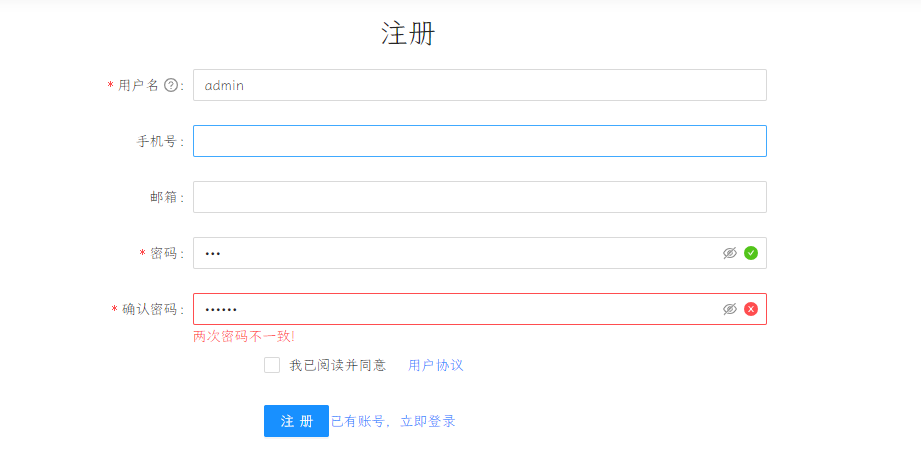 注册
* 用户名 ? :
admin
手机号 :
邮箱 :
* 密码 :
•••
* 确认密码 :
••••••
两次密码不一致!
我已阅读并同意 用户协议
注 册 已有账号，立即登录